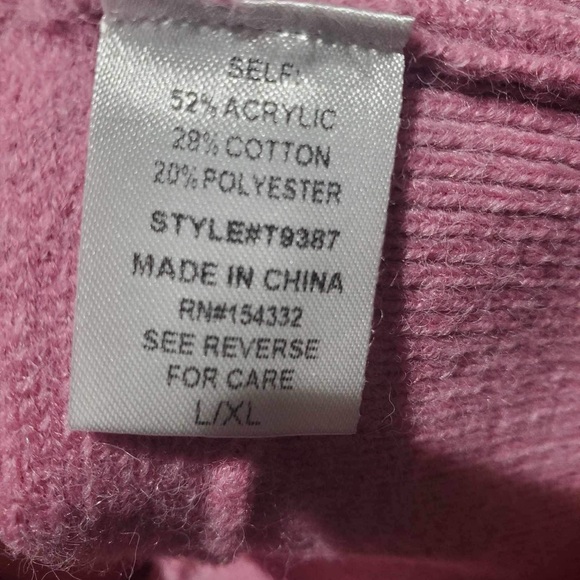 SELF:
52% ACRYLIC
28% COTTON
20% POLYESTER
STYLE#T9387
MADE IN CHINA
RN#154332
SEE REVERSE
FOR CARE
L/XL